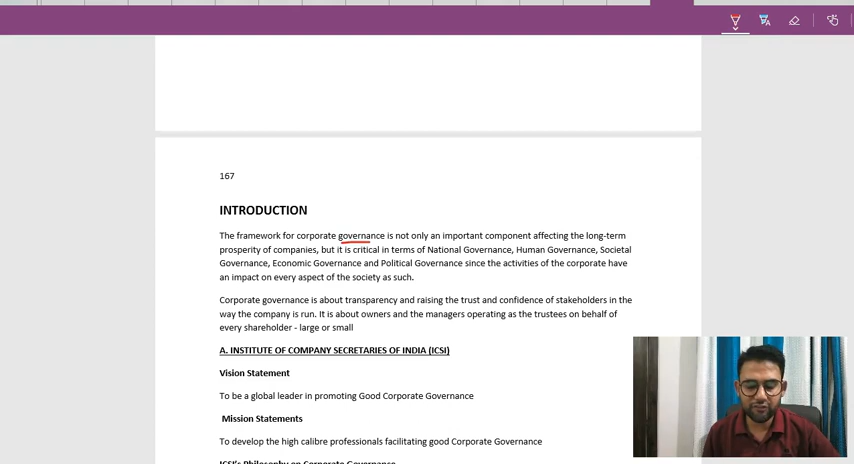 167
INTRODUCTION
The framework for corporate governance is not only an important component affecting the long-term
prosperity of companies, but it is critical in terms of National Governance, Human Governance, Societal
Governance, Economic Governance and Political Governance since the activities of the corporate have
an impact on every aspect of the society as such.
Corporate governance is about transparency and raising the trust and confidence of stakeholders in the
way the company is run. It is about owners and the managers operating as the trustees on behalf of
every shareholder - large or small
A. INSTITUTE OF COMPANY SECRETARIES OF INDIA (ICSI)
Vision Statement
To be a global leader in promoting Good Corporate Governance
Mission Statements
To develop the high calibre professionals facilitating good Corporate Governance
ICSI's Philosophy on Corporate Governance